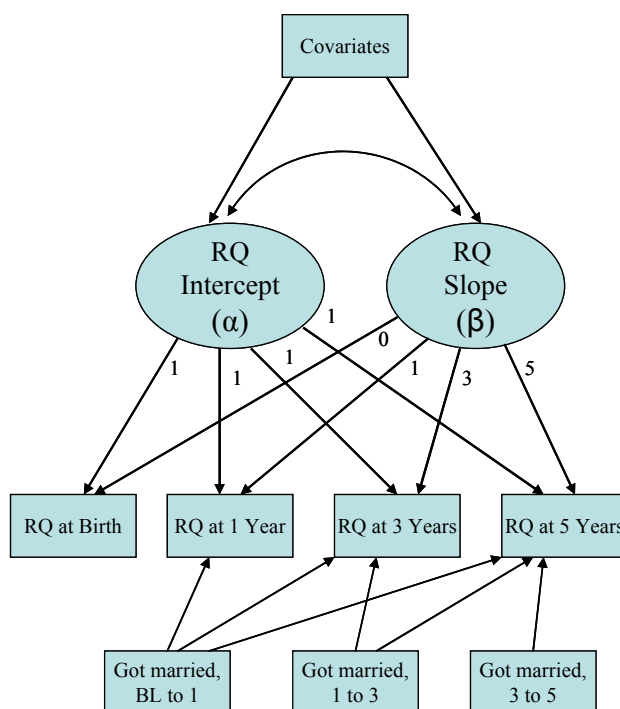 Covariates
RQ
Intercept
(α)
RQ
Slope
(β)
1
1
1
1
0
1
3
5
RQ at Birth
RQ at 1 Year
RQ at 3 Years
RQ at 5 Years
Got married,
BL to 1
Got married,
1 to 3
Got married,
3 to 5